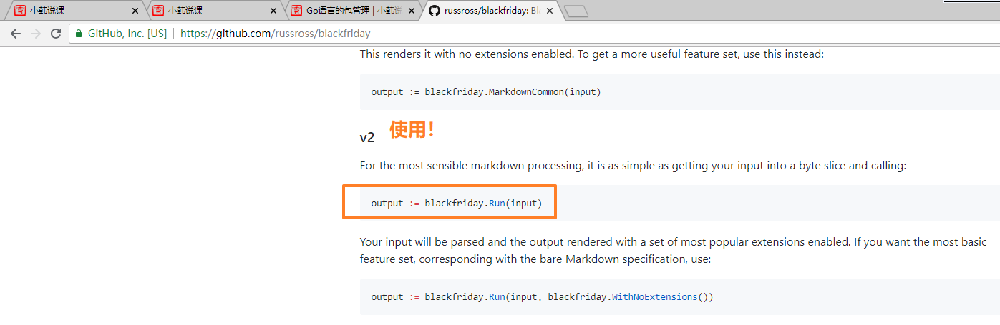 小韩说课
小韩说课
Go语言的包管理 | 小韩说
russross/blackfriday: Bl
GitHub, Inc. [US] | https://github.com/russross/blackfriday
This renders it with no extensions enabled. To get a more useful feature set, use this instead:
output := blackfriday.MarkdownCommon(input)
v2 使用！
For the most sensible markdown processing, it is as simple as getting your input into a byte slice and calling:
output := blackfriday.Run(input)
Your input will be parsed and the output rendered with a set of most popular extensions enabled. If you want the most basic
feature set, corresponding with the bare Markdown specification, use:
output := blackfriday.Run(input, blackfriday.WithNoExtensions())